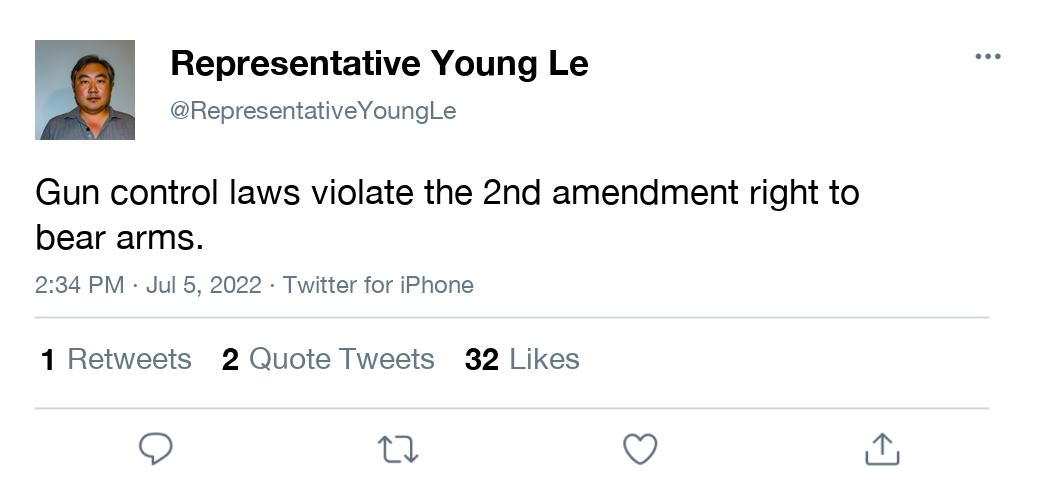 Representative Young Le
@RepresentativeYoungLe
Gun control laws violate the 2nd amendment right to
bear arms.
2:34 PM · Jul 5, 2022 · Twitter for iPhone
1 Retweets 2 Quote Tweets 32 Likes